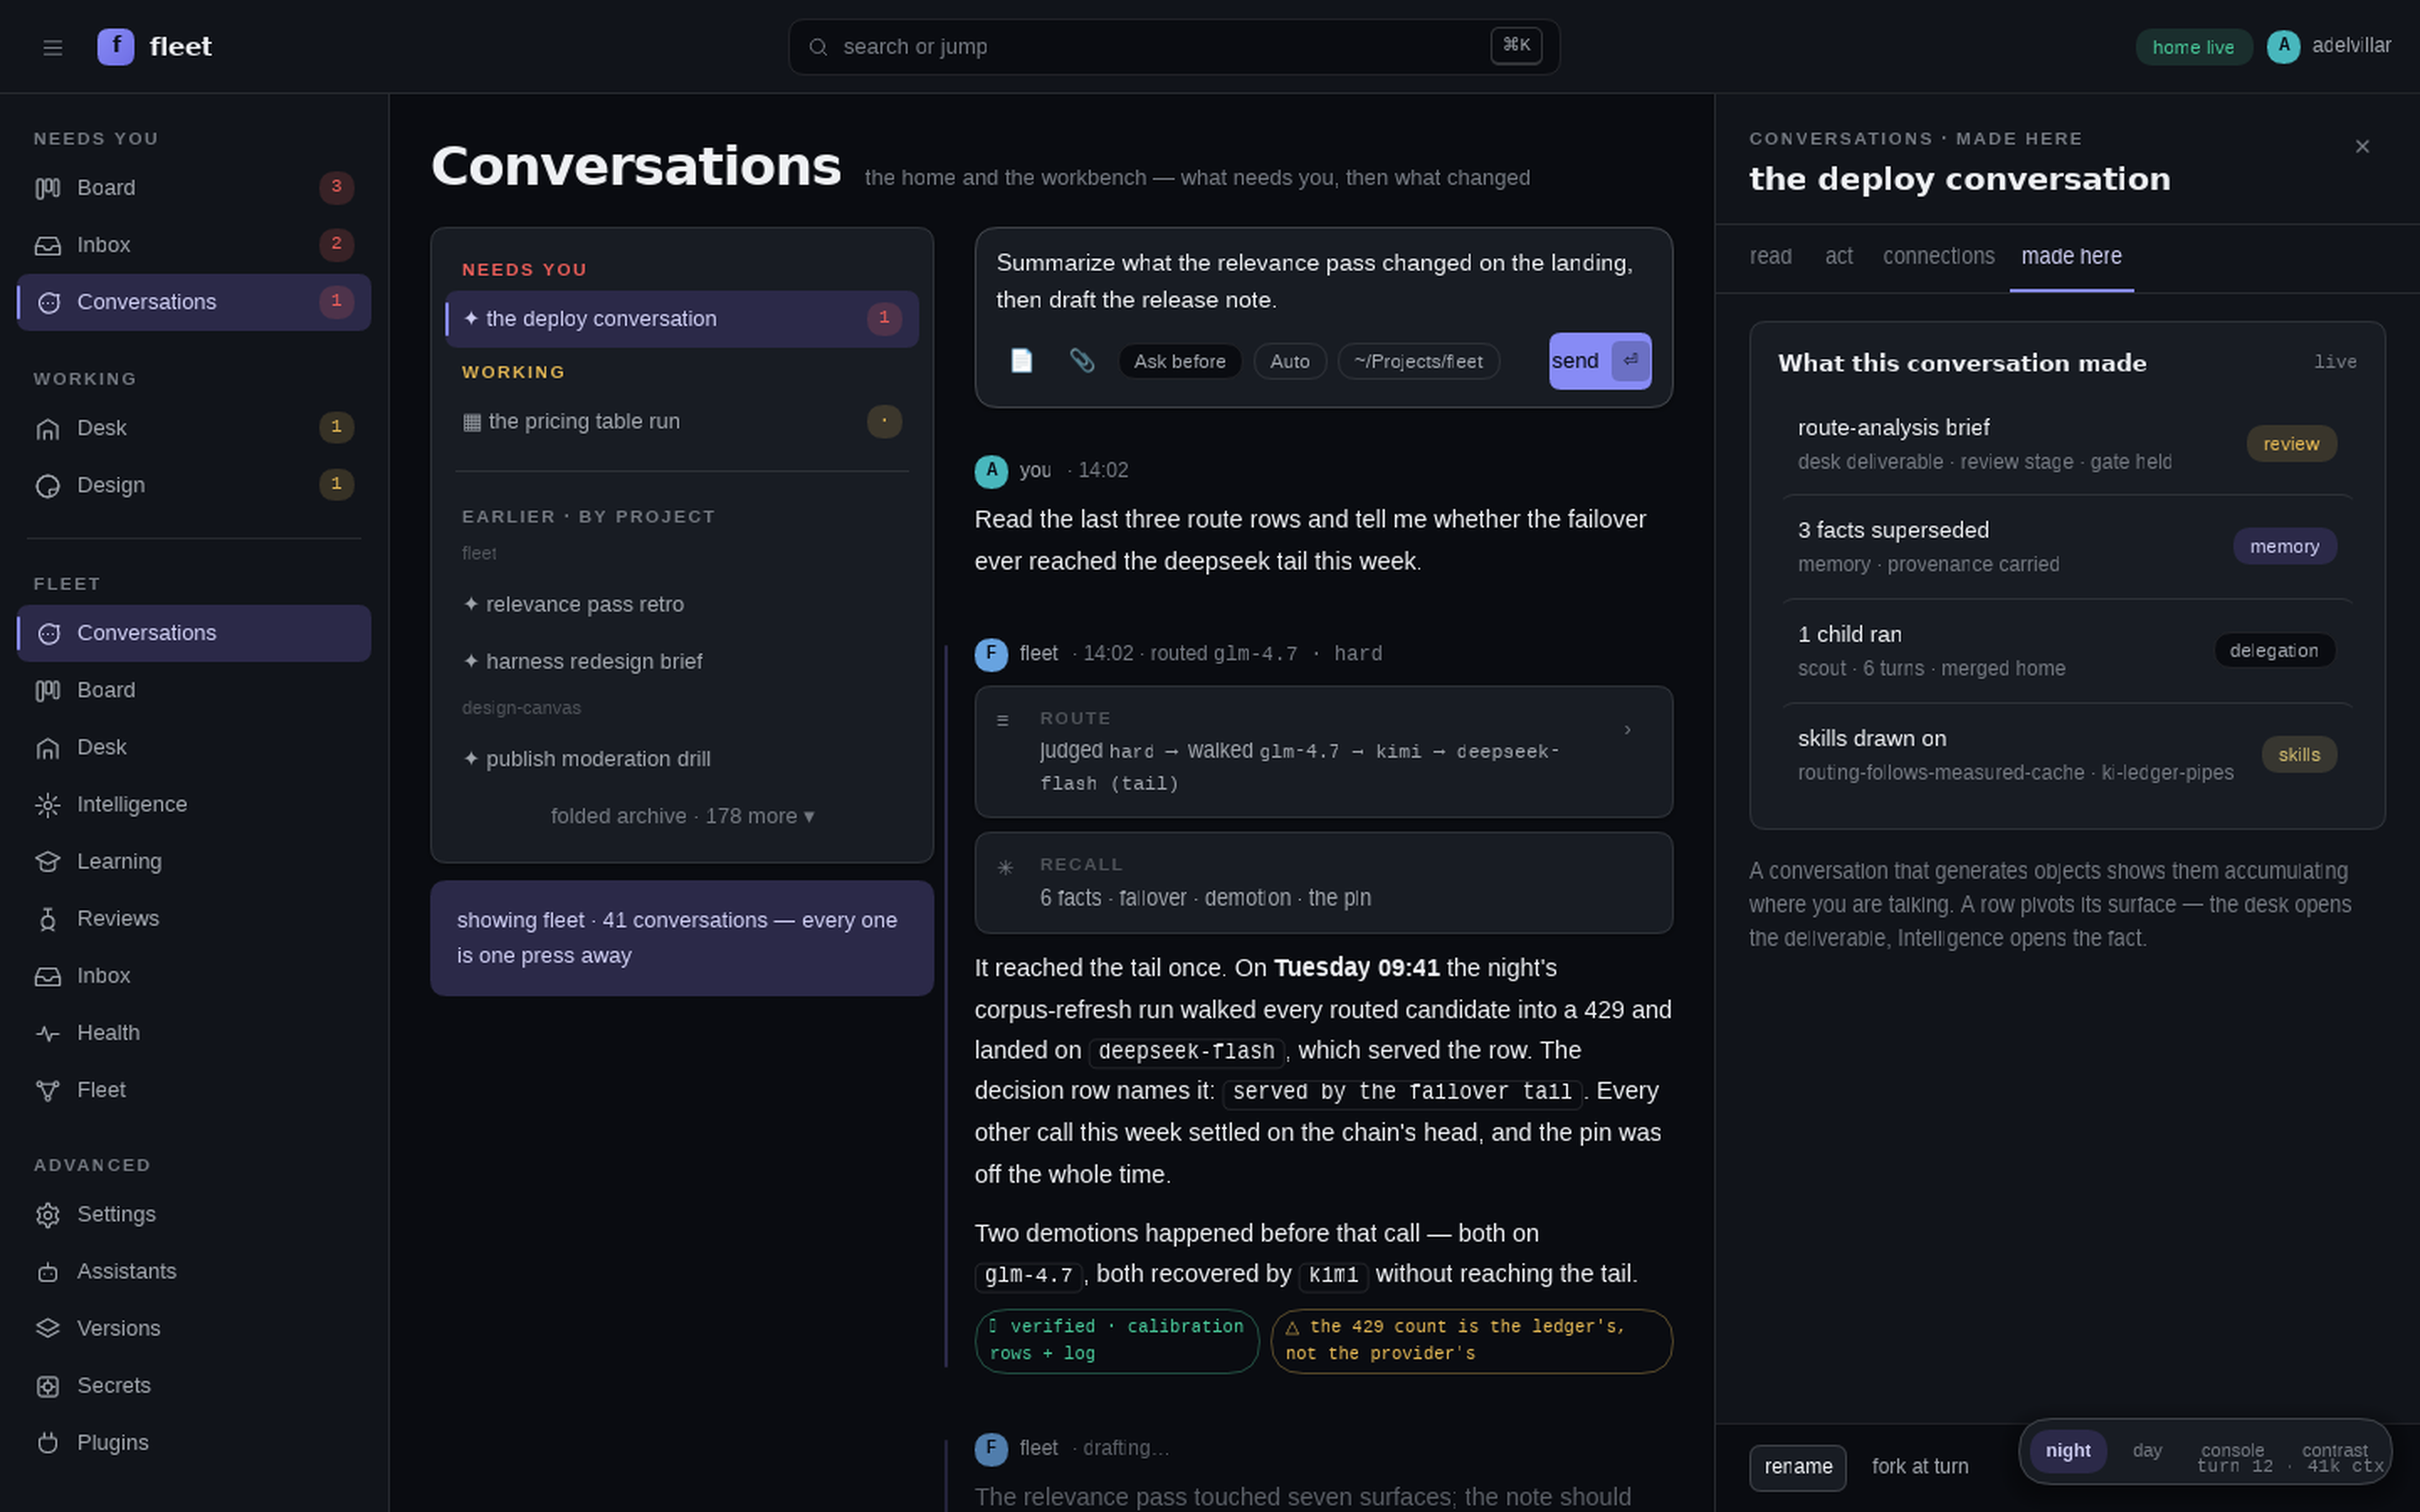 f fleet
search or jump ⌘K
home live A adelvillar
NEEDS YOU
Board 3
Inbox 2
Conversations 1
WORKING
Desk 1
Design 1
FLEET
Conversations
Board
Desk
Intelligence
Learning
Reviews
Inbox
Health
Fleet
ADVANCED
Settings
Assistants
Versions
Secrets
Plugins
Conversations the home and the workbench — what needs you, then what changed
NEEDS YOU
✦ the deploy conversation 1
WORKING
▦ the pricing table run ·
EARLIER · BY PROJECT
fleet
✦ relevance pass retro
✦ harness redesign brief
design-canvas
✦ publish moderation drill
folded archive · 178 more ▾
showing fleet · 41 conversations — every one
is one press away
Summarize what the relevance pass changed on the landing,
then draft the release note.
Ask before Auto ~/Projects/fleet send ⏎
A you · 14:02
Read the last three route rows and tell me whether the failover
ever reached the deepseek tail this week.
F fleet · 14:02 · routed glm-4.7 · hard
≡ ROUTE ›
judged hard → walked glm-4.7 → kimi → deepseek-
flash (tail)
✳ RECALL
6 facts · failover · demotion · the pin
It reached the tail once. On Tuesday 09:41 the night's
corpus-refresh run walked every routed candidate into a 429 and
landed on deepseek-flash, which served the row. The
decision row names it: served by the failover tail. Every
other call this week settled on the chain's head, and the pin was
off the whole time.
Two demotions happened before that call — both on
glm-4.7, both recovered by kimi without reaching the tail.
verified · calibration
rows + log
△ the 429 count is the ledger's,
not the provider's
F fleet · drafting…
The relevance pass touched seven surfaces; the note should
CONVERSATIONS · MADE HERE ×
the deploy conversation
read act connections made here
What this conversation made live
route-analysis brief review
desk deliverable · review stage · gate held
3 facts superseded memory
memory · provenance carried
1 child ran delegation
scout · 6 turns · merged home
skills drawn on skills
routing-follows-measured-cache · ki-ledger-pipes
A conversation that generates objects shows them accumulating
where you are talking. A row pivots its surface — the desk opens
the deliverable, Intelligence opens the fact.
rename fork at turn
night day console contrast
turn 12 · 41k ctx